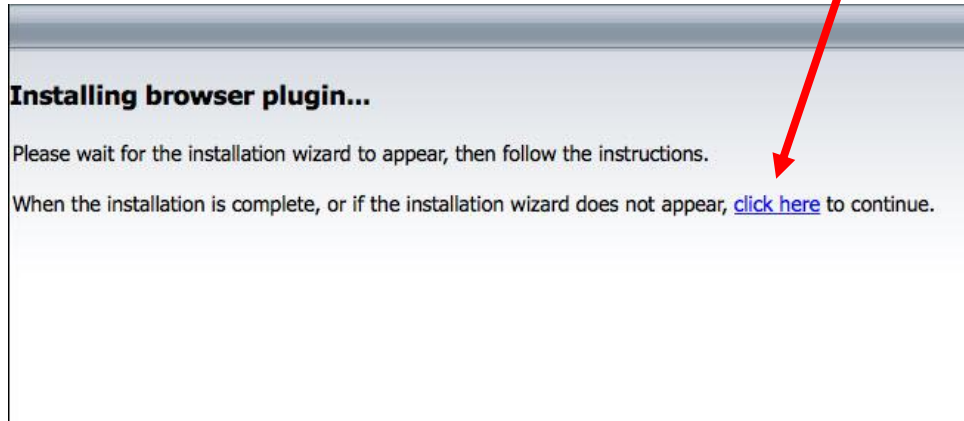 Installing browser plugin...
Please wait for the installation wizard to appear, then follow the instructions.
When the installation is complete, or if the installation wizard does not appear, click here to continue.